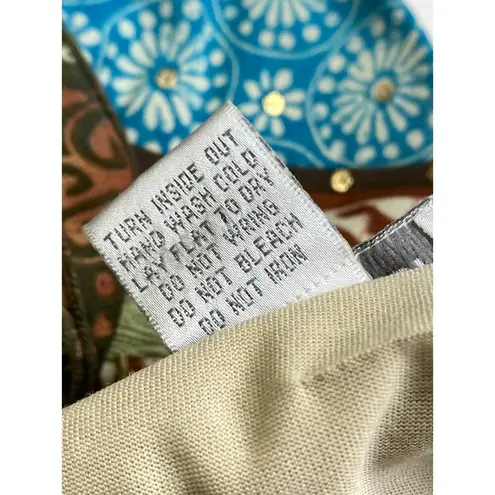 TURN INSIDE OUT
HAND WASH COLD
LAY FLAT TO DRY
DO NOT WRING
DO NOT BLEACH
DO NOT IRON